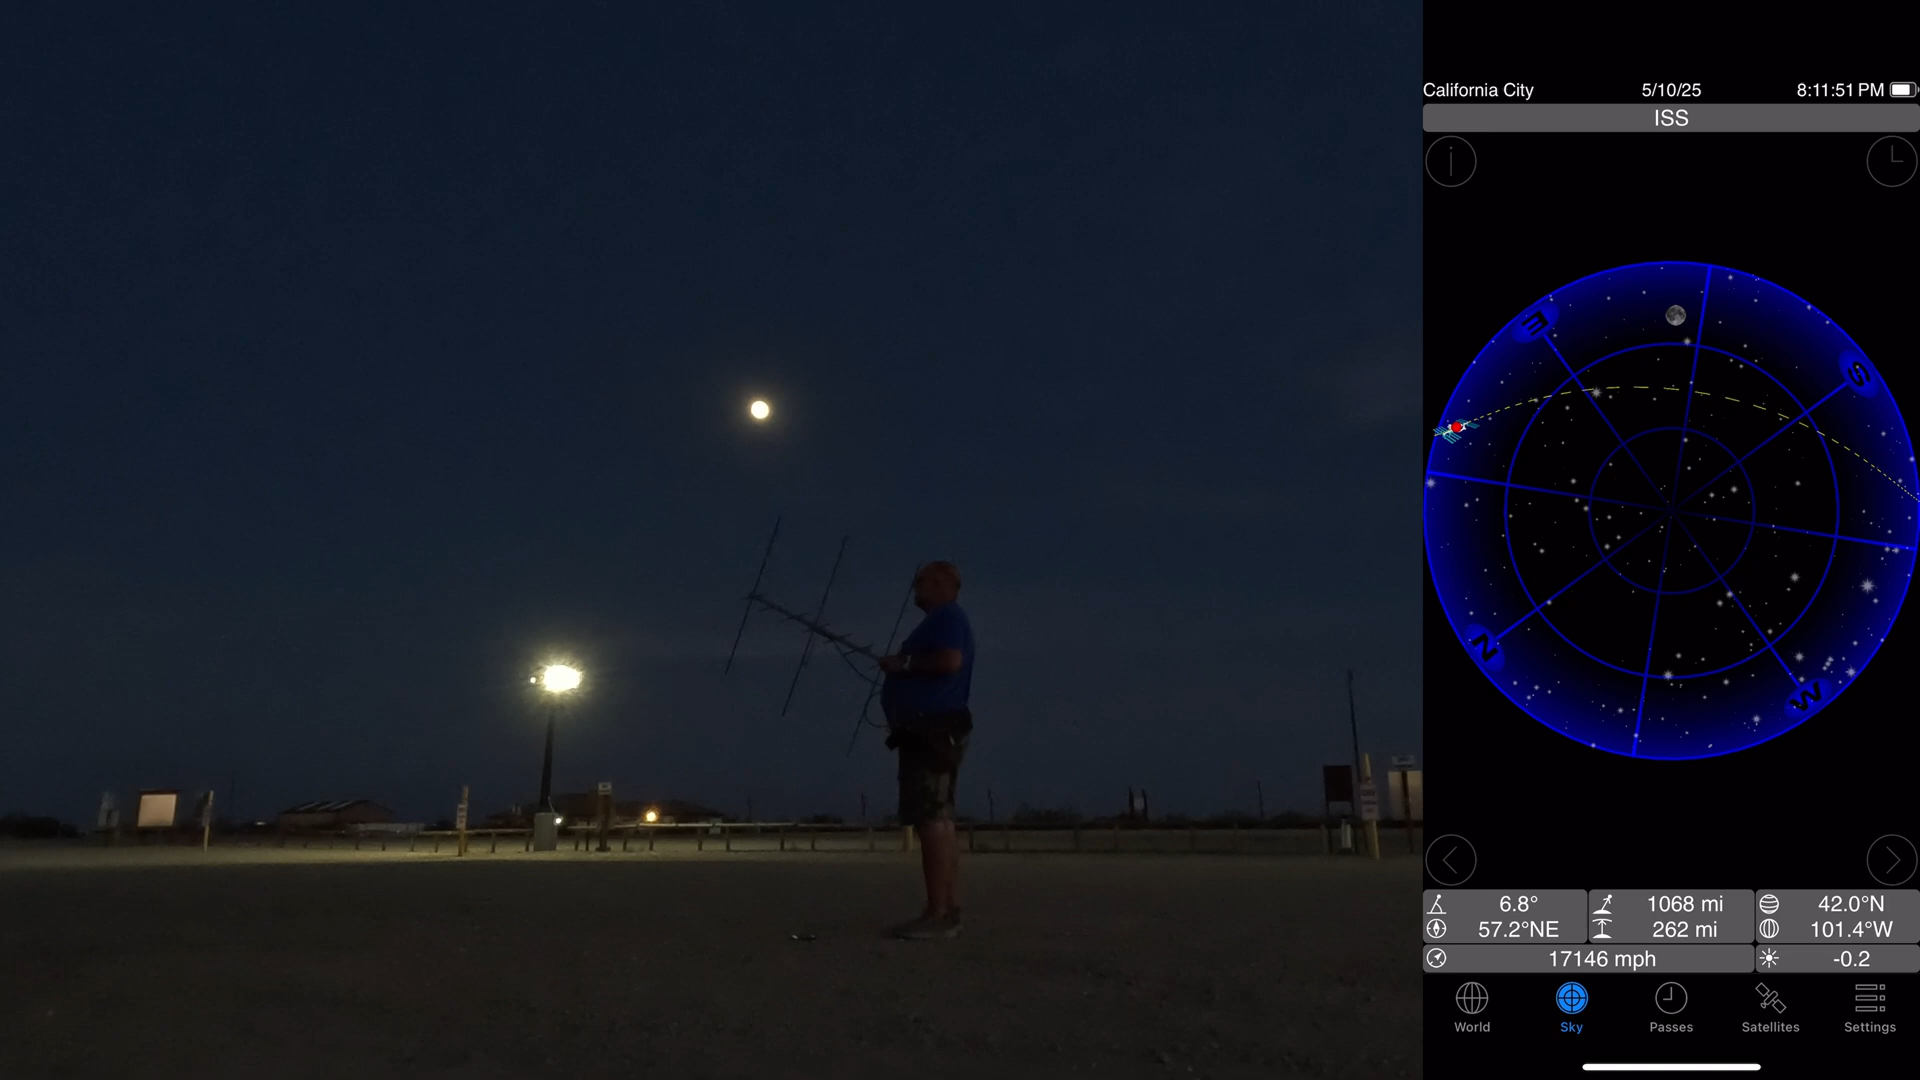 California City 5/10/25 8:11:51 PM
ISS
E
S
N
W
6.8° 1068 mi 42.0°N
57.2°NE 262 mi 101.4°W
17146 mph -0.2
World Sky Passes Satellites Settings